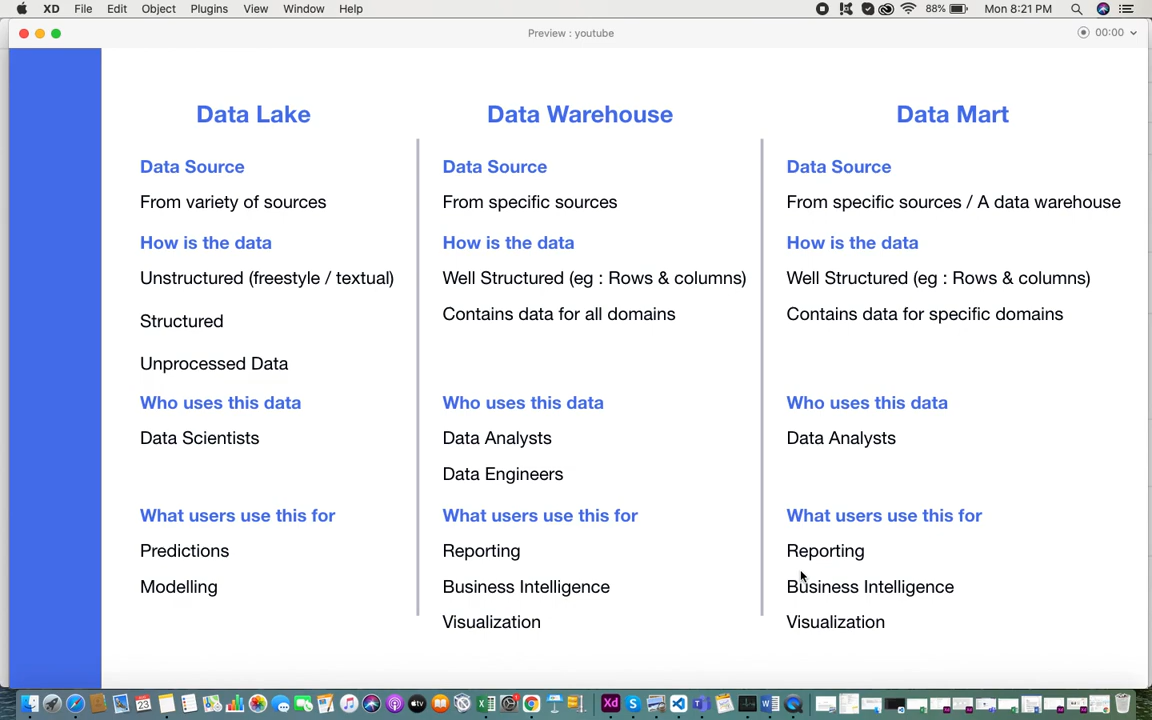 XD File Edit Object Plugins View Window Help 88% Mon 8:21 PM
Preview : youtube 00:00
Data Lake
Data Source
From variety of sources
How is the data
Unstructured (freestyle / textual)
Structured
Unprocessed Data
Who uses this data
Data Scientists
What users use this for
Predictions
Modelling
Data Warehouse
Data Source
From specific sources
How is the data
Well Structured (eg : Rows & columns)
Contains data for all domains
Who uses this data
Data Analysts
Data Engineers
What users use this for
Reporting
Business Intelligence
Visualization
Data Mart
Data Source
From specific sources / A data warehouse
How is the data
Well Structured (eg : Rows & columns)
Contains data for specific domains
Who uses this data
Data Analysts
What users use this for
Reporting
Business Intelligence
Visualization
23
tv
Xd